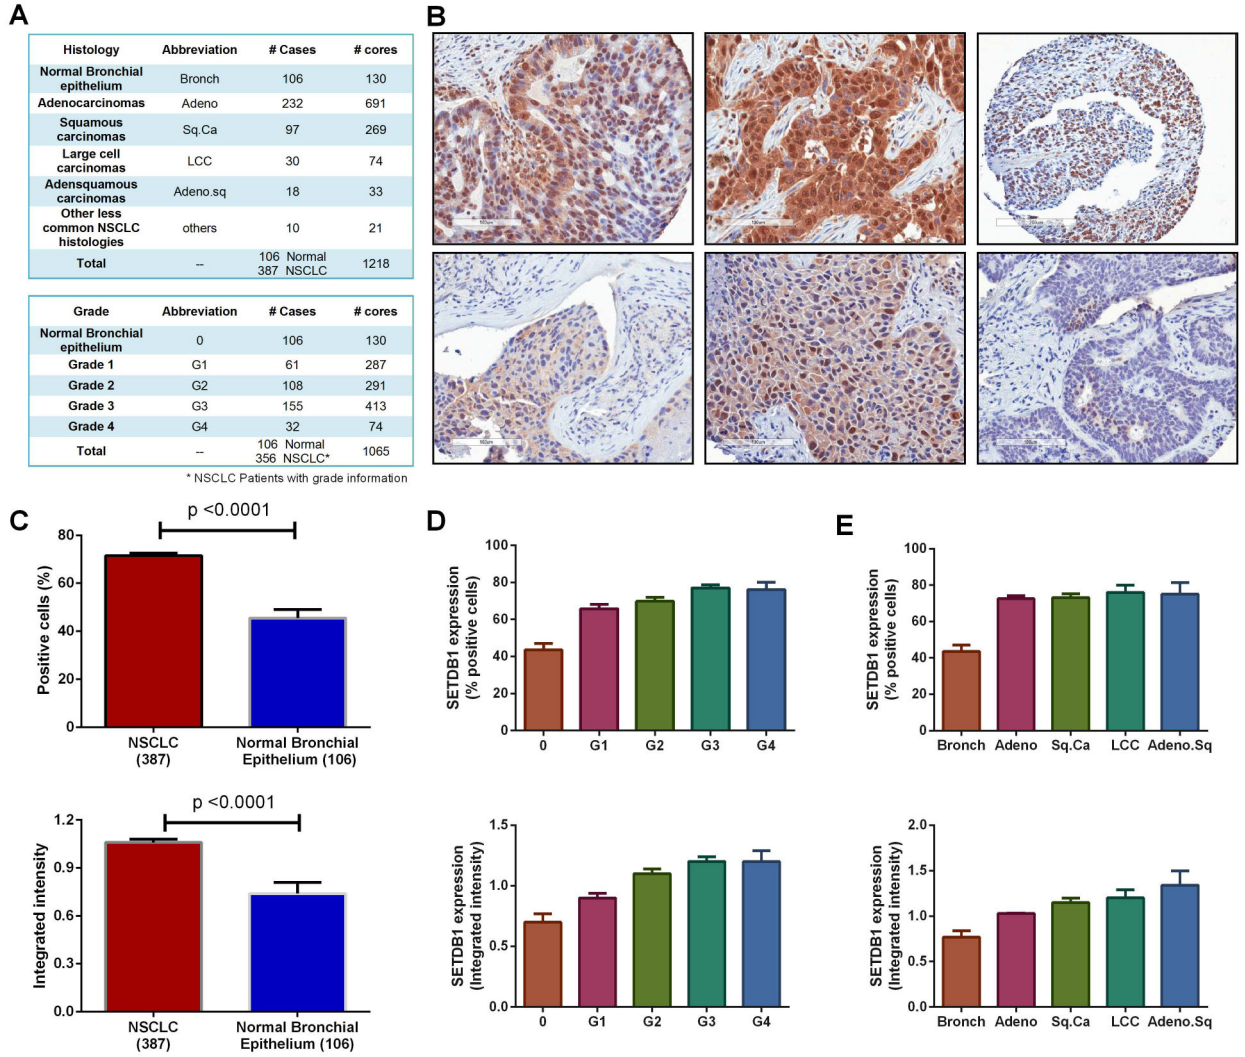 A
Histology Abbreviation # Cases # cores
Normal Bronchial
epithelium Bronch 106 130
Adenocarcinomas Adeno 232 691
Squamous
carcinomas Sq.Ca 97 269
Large cell
carcinomas LCC 30 74
Adensquamous
carcinomas Adeno.sq 18 33
Other less
common NSCLC
histologies others 10 21
Total -- 106 Normal
387 NSCLC 1218
Grade Abbreviation # Cases # cores
Normal Bronchial
epithelium 0 106 130
Grade 1 G1 61 287
Grade 2 G2 108 291
Grade 3 G3 155 413
Grade 4 G4 32 74
Total -- 106 Normal
356 NSCLC* 1065
* NSCLC Patients with grade information
B
100um
100um
100um
100um
100um
C
p <0.0001
Positive cells (%)
80
60
40
20
0
NSCLC
(387)
Normal Bronchial
Epithelium (106)
p <0.0001
Integrated intensity
1.2
0.9
0.6
0.3
0.0
NSCLC
(387)
Normal Bronchial
Epithelium (106)
D
SETDB1 expression
(% positive cells)
100
80
60
40
20
0
0 G1 G2 G3 G4
SETDB1 expression
(Integrated intensity)
1.5
1.0
0.5
0.0
0 G1 G2 G3 G4
E
SETDB1 expression
(% positive cells)
100
80
60
40
20
0
Bronch Adeno Sq.Ca LCC Adeno.Sq
SETDB1 expression
(Integrated intensity)
2.0
1.5
1.0
0.5
0.0
Bronch Adeno Sq.Ca LCC Adeno.Sq